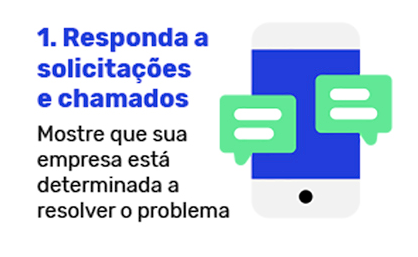 1. Responda a
solicitações
e chamados
Mostre que sua
empresa está
determinada a
resolver o problema